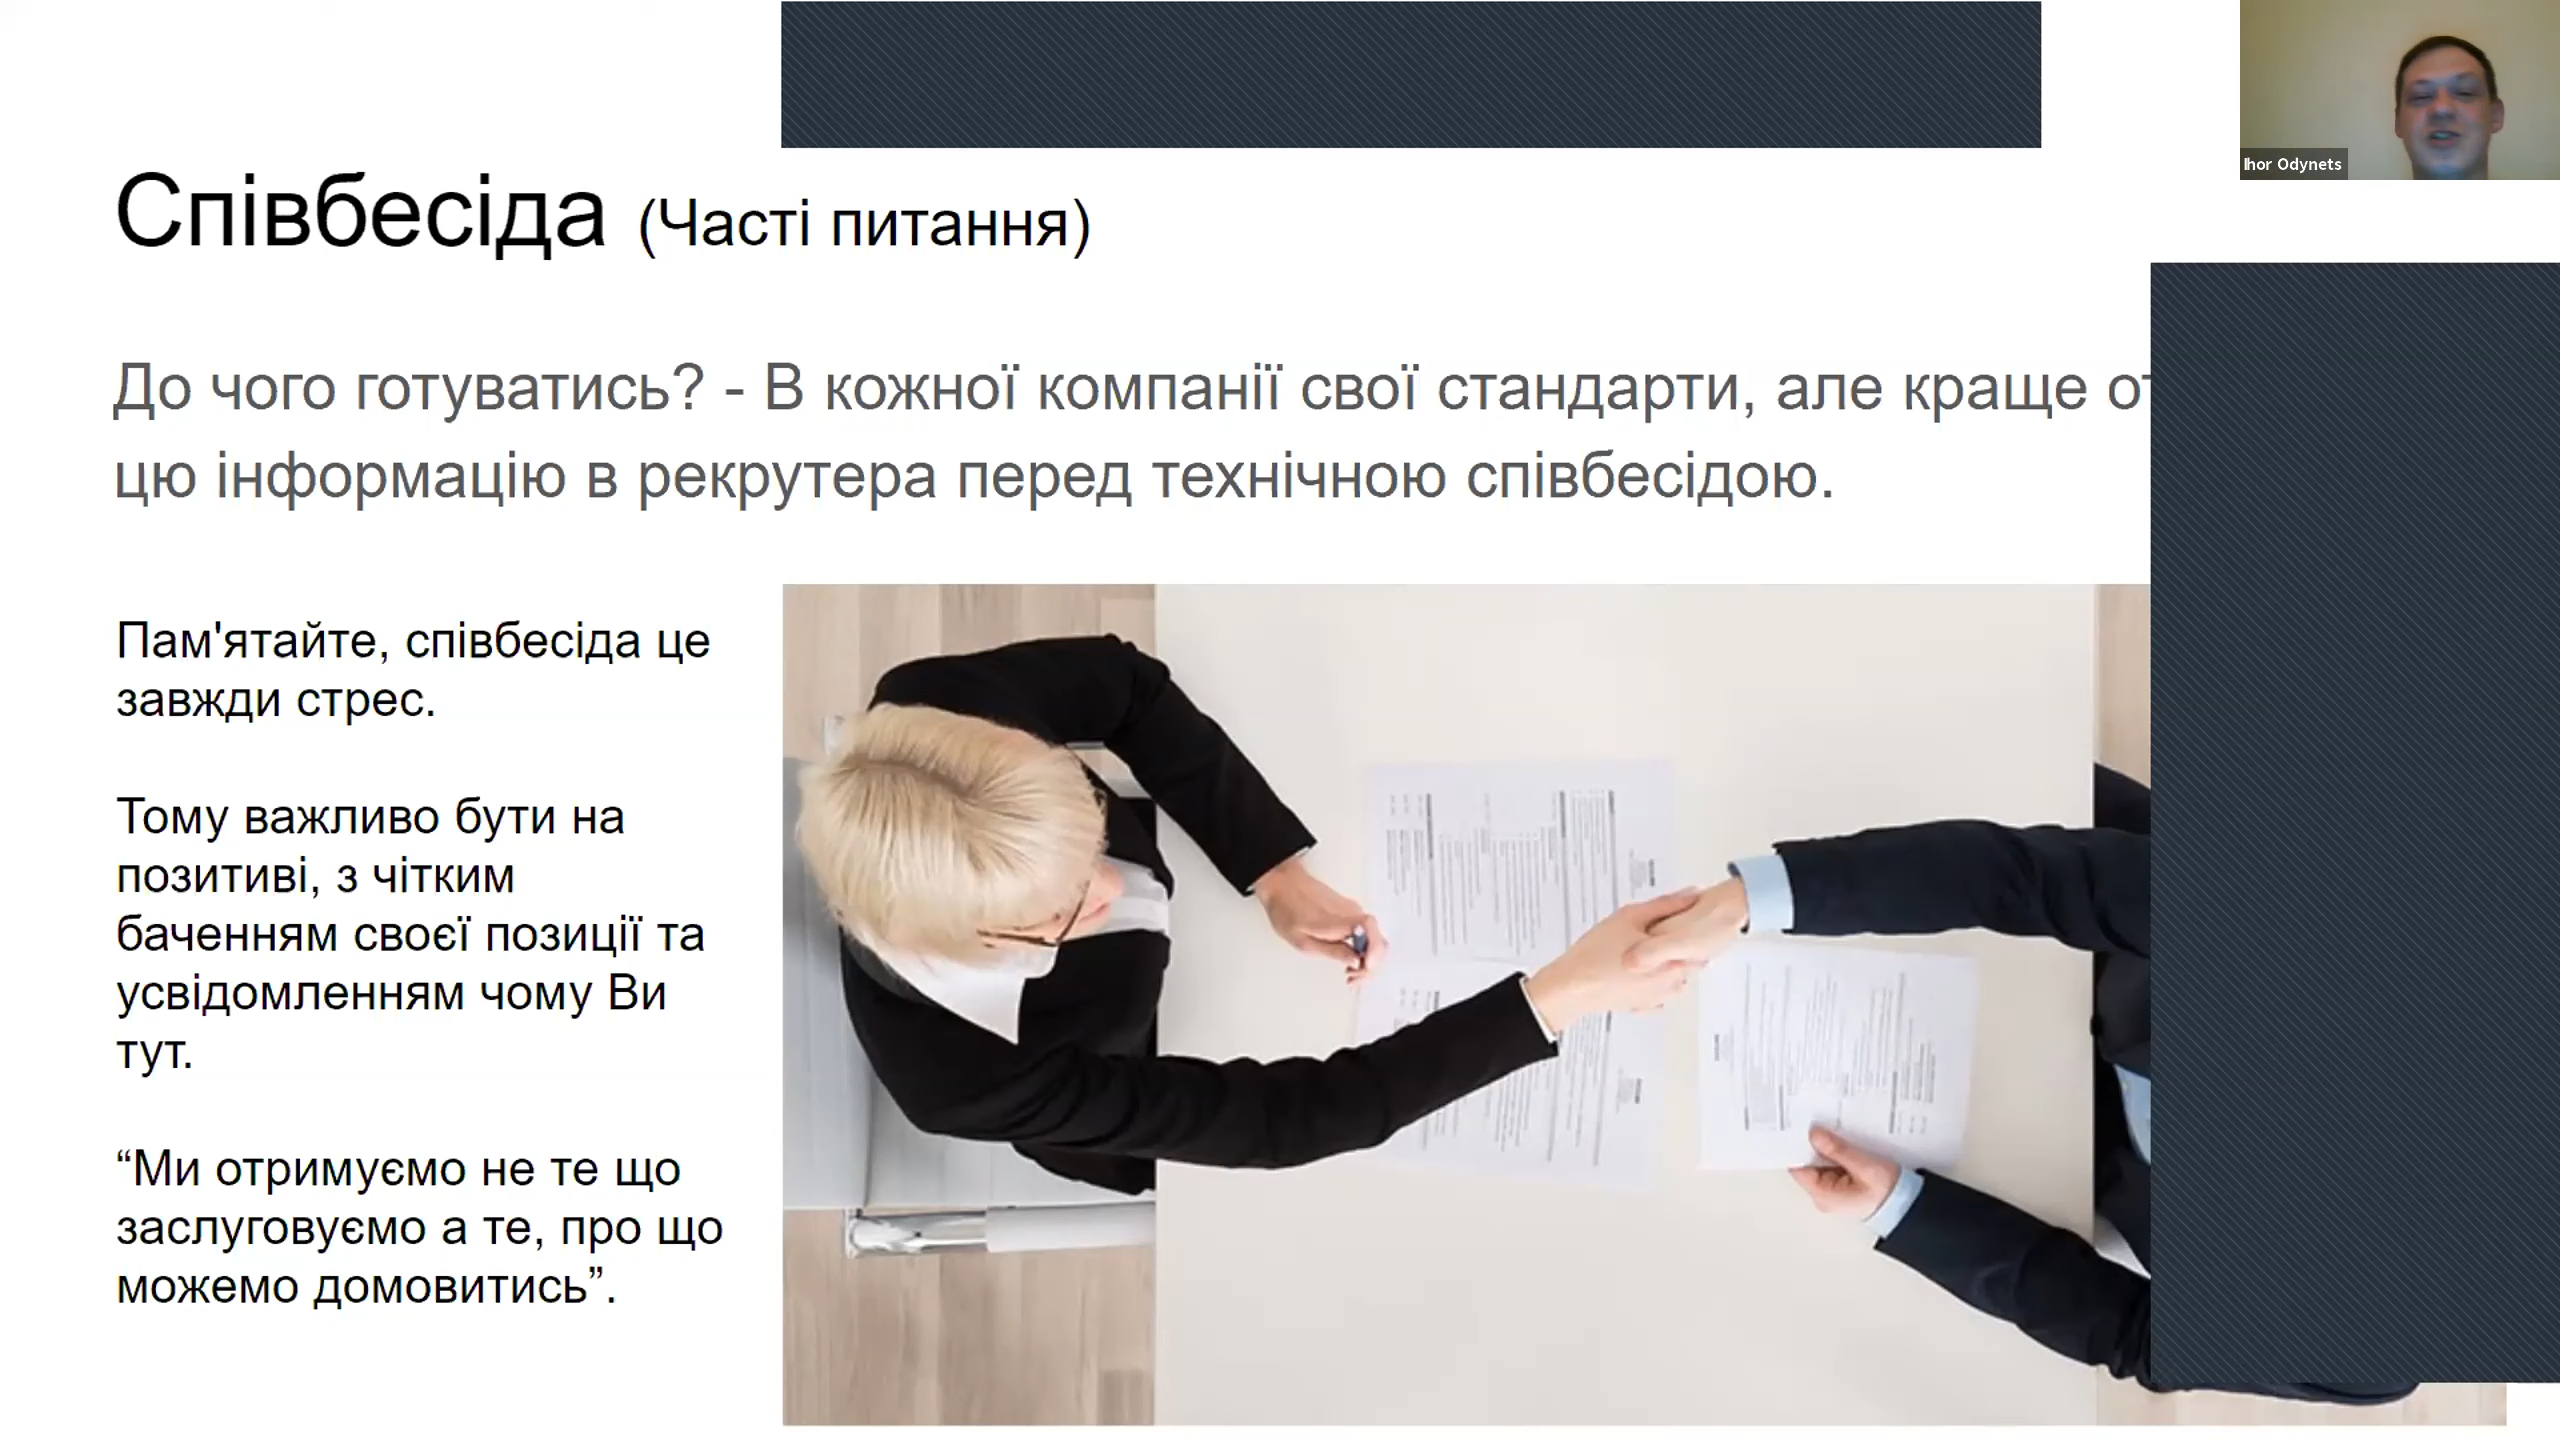 Співбесіда (Часті питання)
Ihor Odynets
До чого готуватись? - В кожної компанії свої стандарти, але краще
цю інформацію в рекрутера перед технічною співбесідою.
Пам'ятайте, співбесіда це
завжди стрес.
Тому важливо бути на
позитиві, з чітким
баченням своєї позиції та
усвідомленням чому Ви
тут.
“Ми отримуємо не те що
заслуговуємо а те, про що
можемо домовитись”.